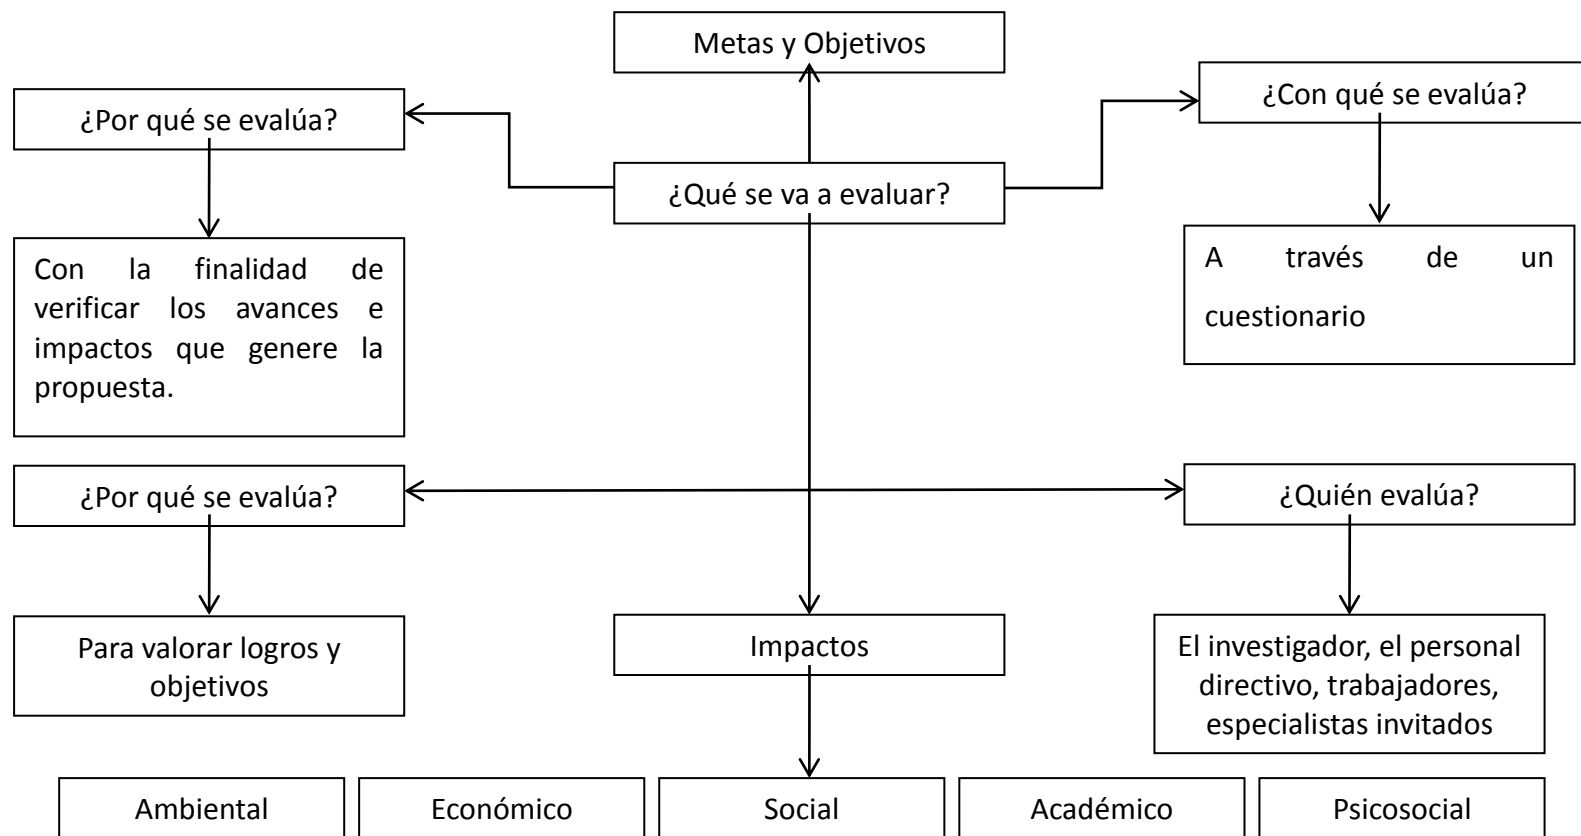 Metas y Objetivos
¿Por qué se evalúa?
¿Con qué se evalúa?
¿Qué se va a evaluar?
Con la finalidad de
verificar los avances e
impactos que genere la
propuesta.
A través de un
cuestionario
¿Por qué se evalúa?
¿Quién evalúa?
Para valorar logros y
objetivos
Impactos
El investigador, el personal
directivo, trabajadores,
especialistas invitados
Ambiental
Económico
Social
Académico
Psicosocial